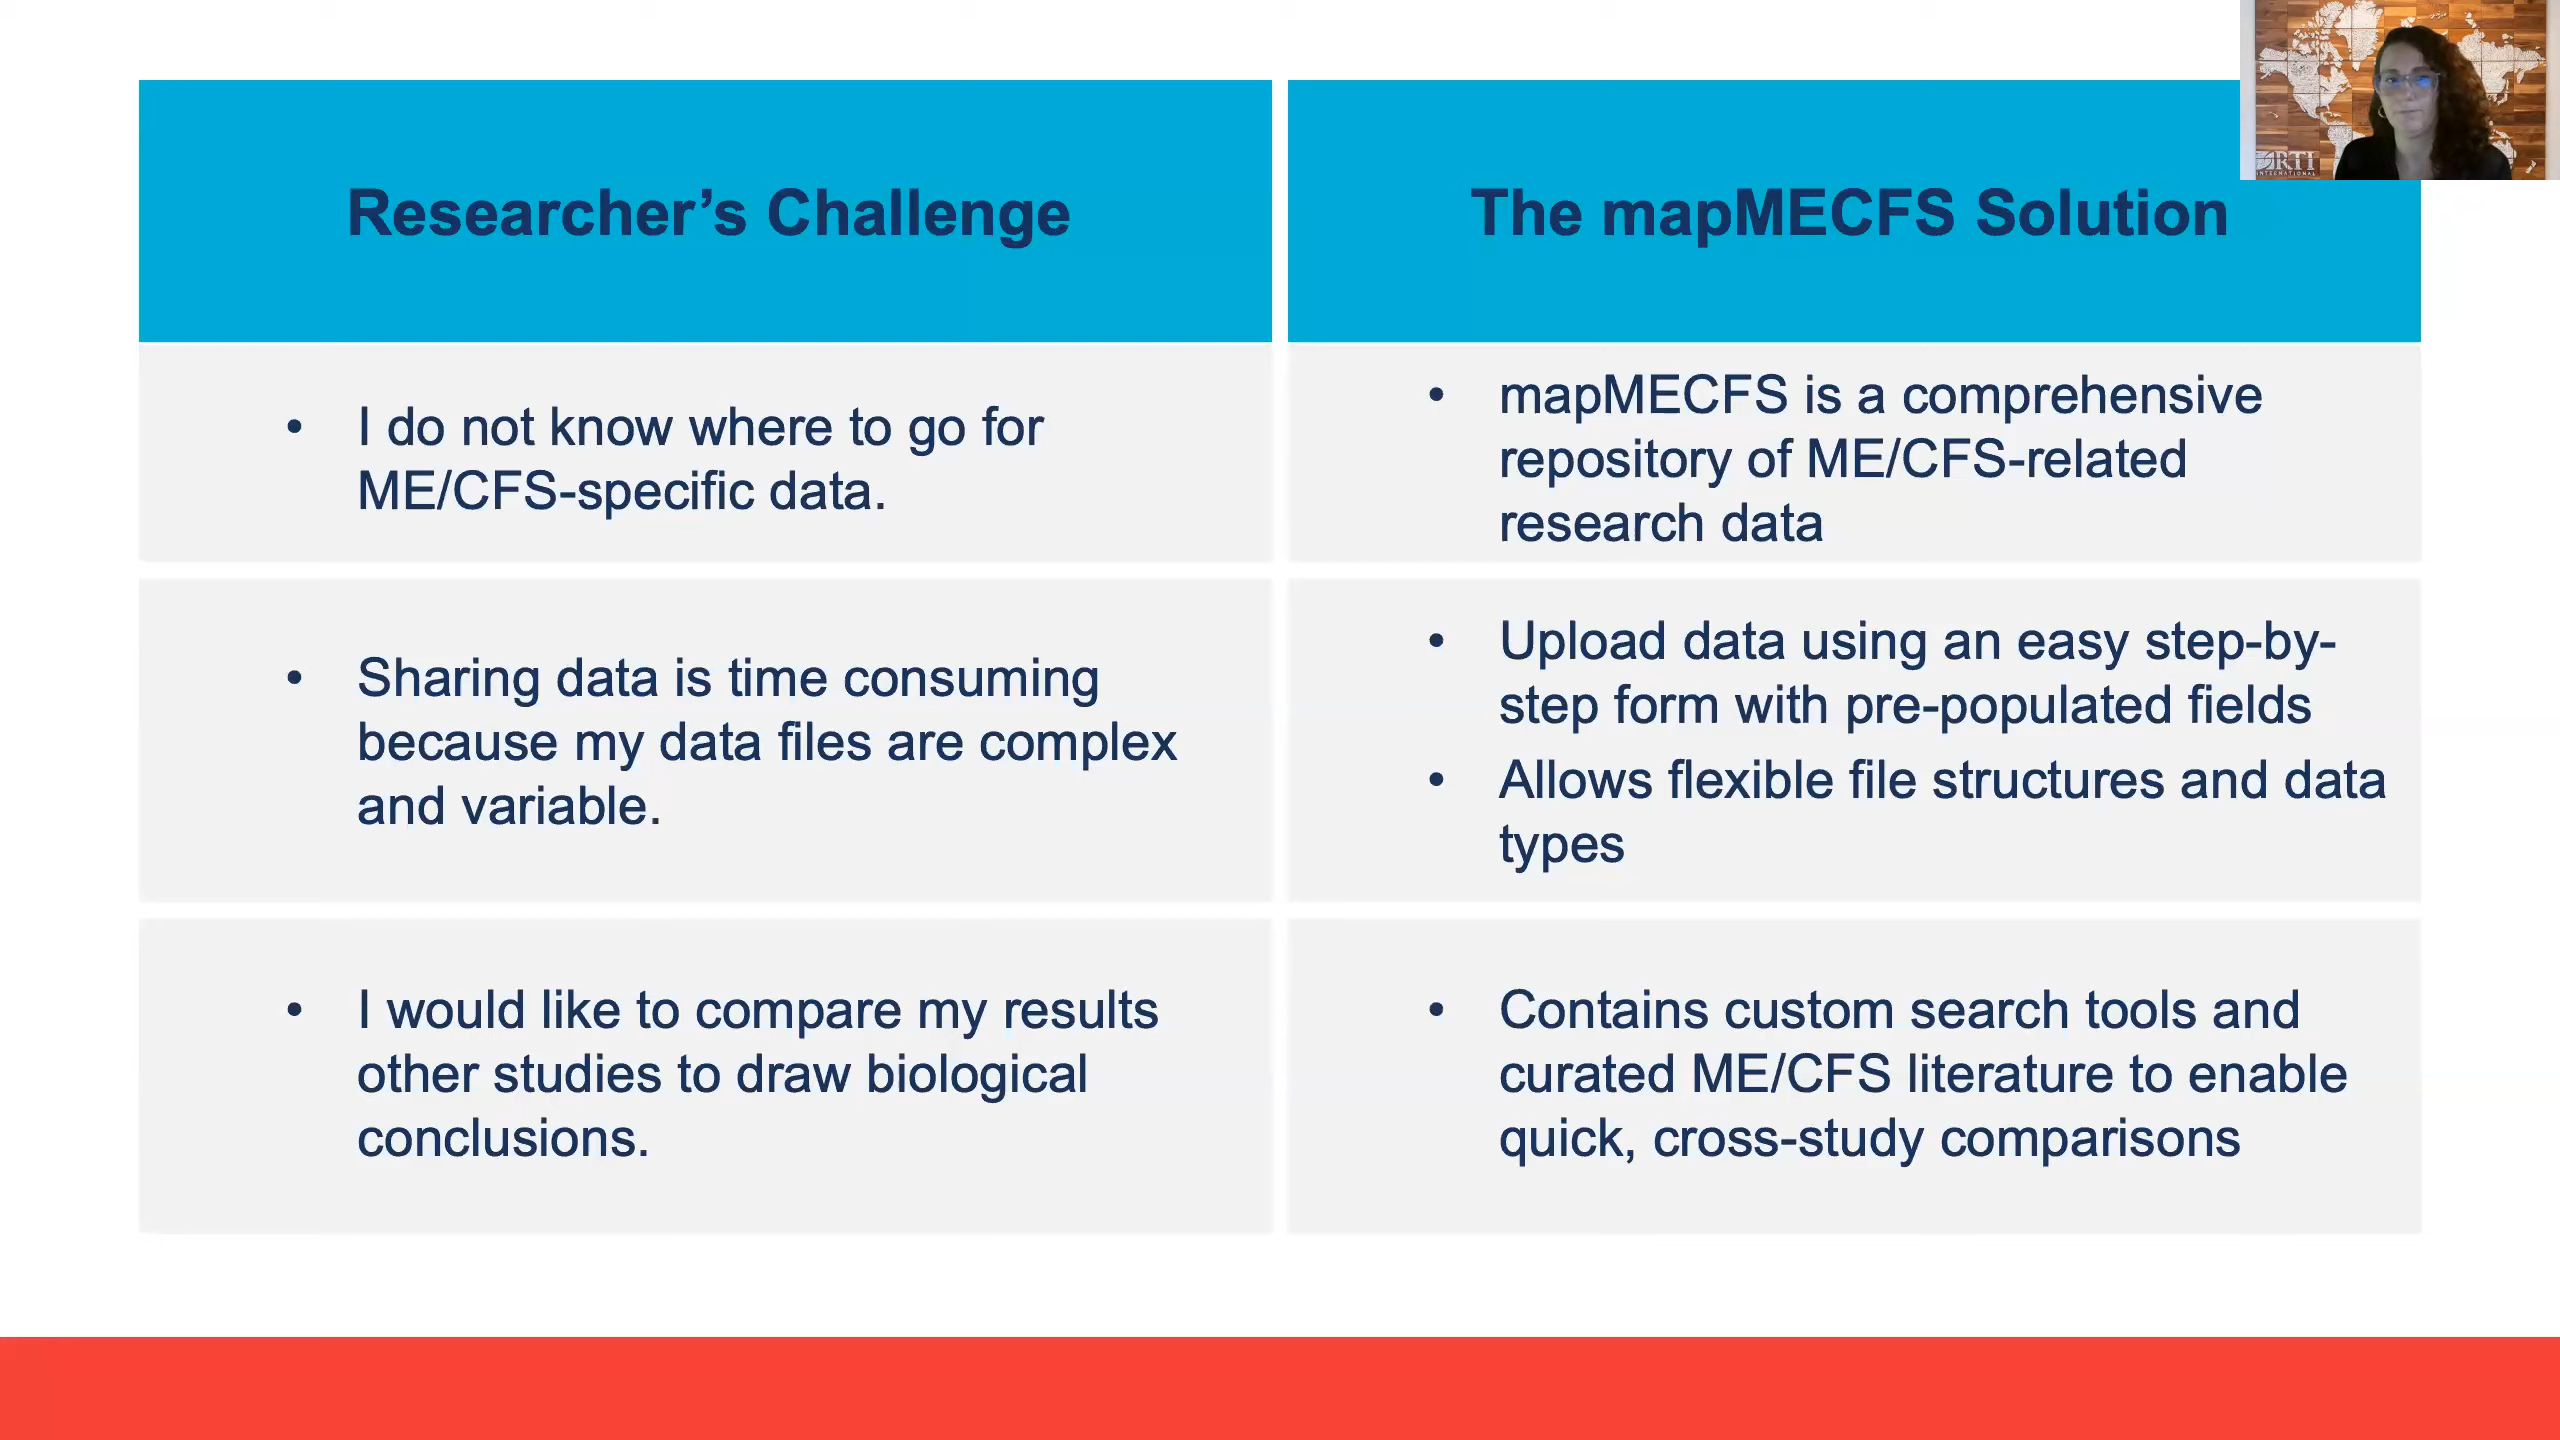 Researcher's Challenge
The mapMECFS Solution
RTI
INTERNATIONAL
• I do not know where to go for
ME/CFS-specific data.
• mapMECFS is a comprehensive
repository of ME/CFS-related
research data
• Sharing data is time consuming
because my data files are complex
and variable.
• Upload data using an easy step-by-
step form with pre-populated fields
• Allows flexible file structures and data
types
• I would like to compare my results
other studies to draw biological
conclusions.
• Contains custom search tools and
curated ME/CFS literature to enable
quick, cross-study comparisons